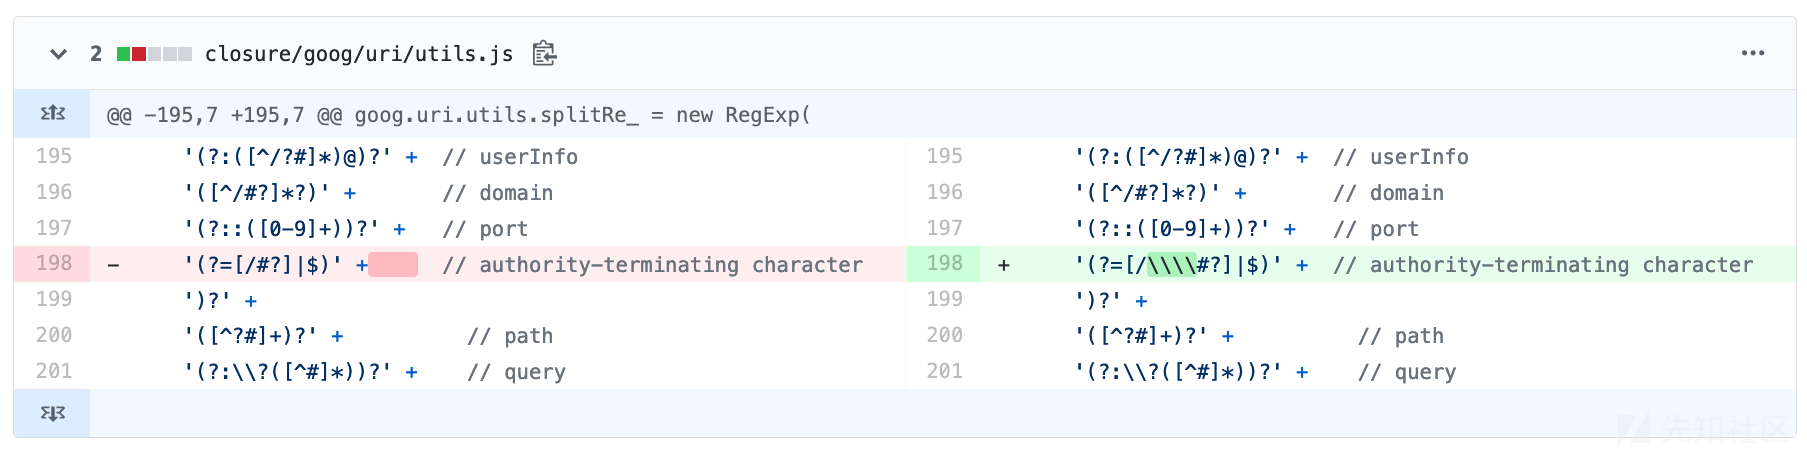 2 closure/goog/uri/utils.js
@@ -195,7 +195,7 @@ goog.uri.utils.splitRe_ = new RegExp(
195 '(?:([^/?#]*)@)?' + // userInfo 195 '(?:([^/?#]*)@)?' + // userInfo
196 '([^/#?]*?)' + // domain 196 '([^/#?]*?)' + // domain
197 '(?::([0-9]+))?' + // port 197 '(?::([0-9]+))?' + // port
198 - '(?=[/#?]|$)' + // authority-terminating character 198 + '(?=[/\\\\#?]|$)' + // authority-terminating character
199 ')?' + 199 ')?' +
200 '([^?#]+)?' + // path 200 '([^?#]+)?' + // path
201 '(?:\\?([^#]*))?' + // query 201 '(?:\\?([^#]*))?' + // query
先知社区